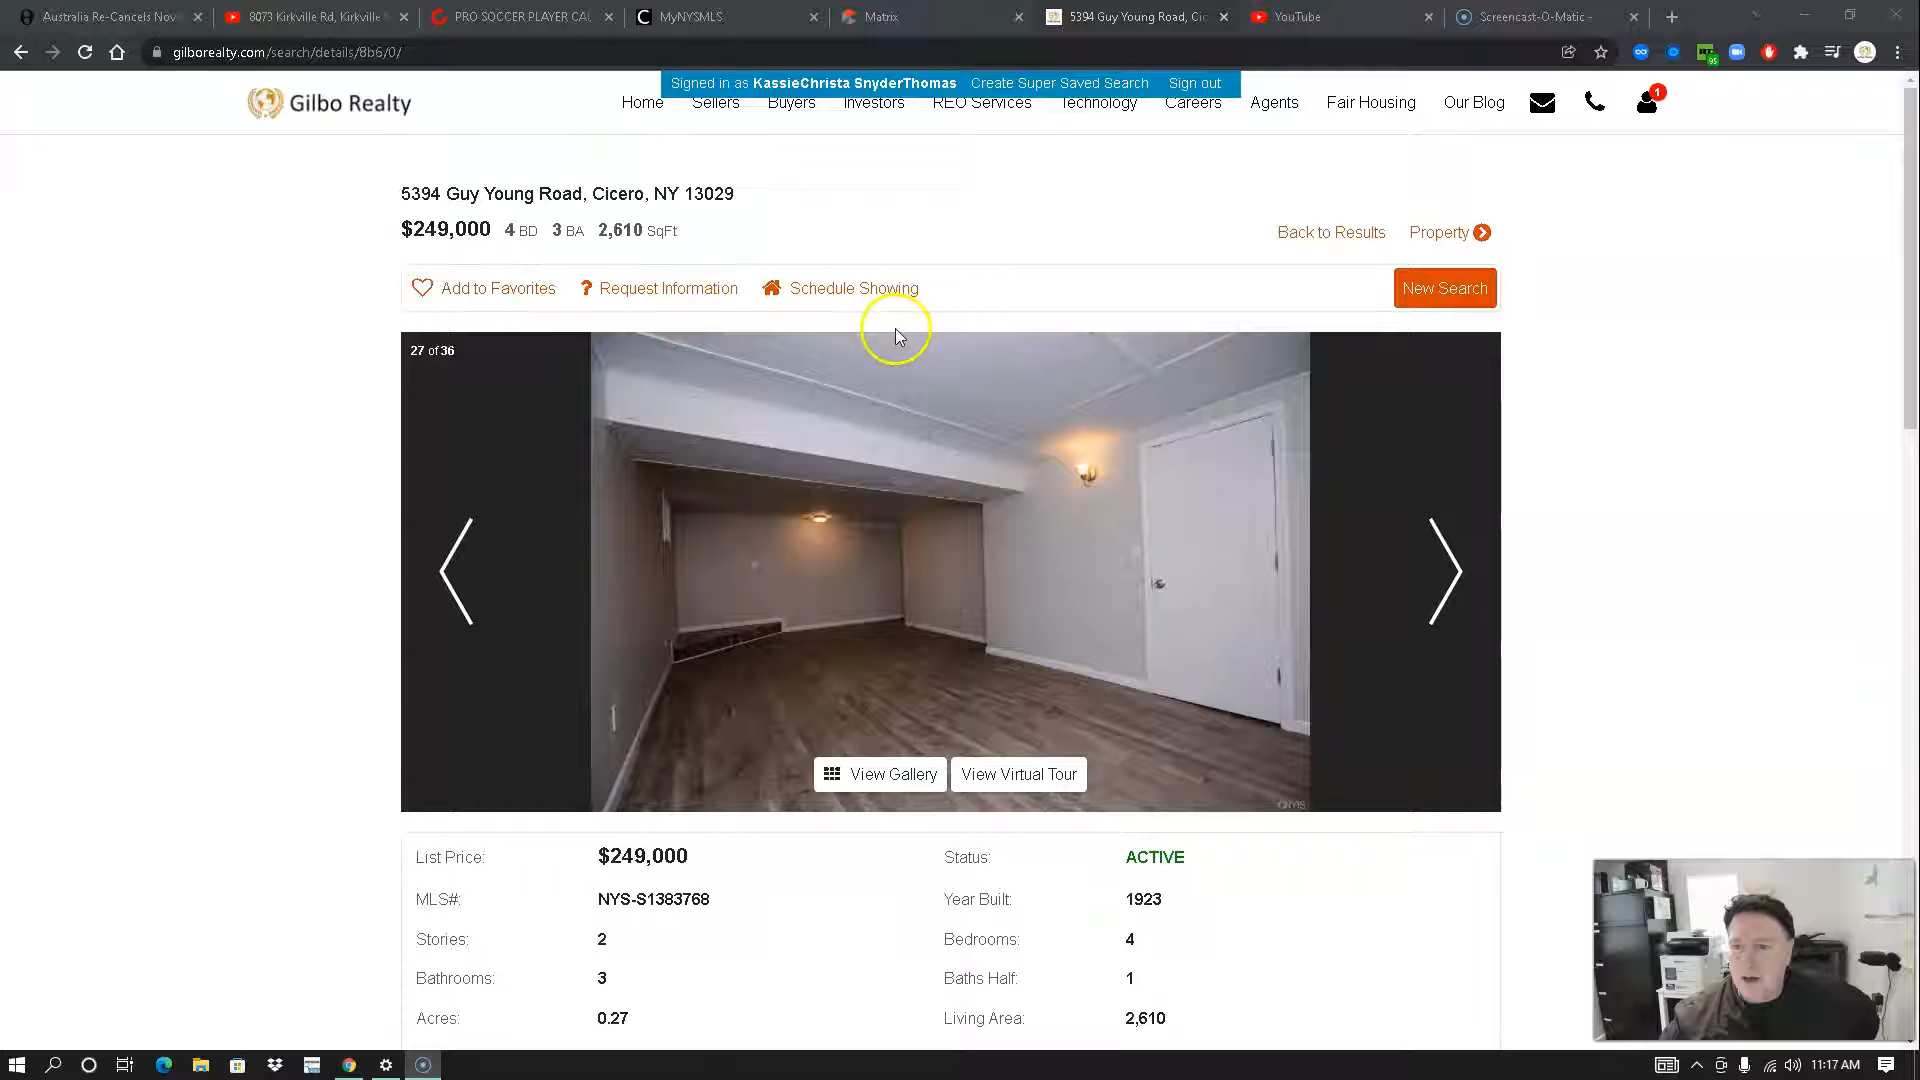 Australia Re-Cancels Nov
8073 Kirkville Rd, Kirkville
PRO SOCCER PLAYER CAL
MyNYSMLS
Matrix
5394 Guy Young Road, Cic
YouTube
Screencast-O-Matic -
gilborealty.com/search/details/8b6/0/
95
Signed in as KassieChrista SnyderThomas Create Super Saved Search Sign out
Gilbo Realty
Home Sellers Buyers Investors REO Services Technology Careers Agents Fair Housing Our Blog
1
5394 Guy Young Road, Cicero, NY 13029
$249,000 4 BD 3 BA 2,610 SqFt
Back to Results Property
Add to Favorites ? Request Information Schedule Showing
New Search
27 of 36
View Gallery View Virtual Tour
List Price: $249,000 Status: ACTIVE
MLS#: NYS-S1383768 Year Built: 1923
Stories: 2 Bedrooms: 4
Bathrooms: 3 Baths Half: 1
Acres: 0.27 Living Area: 2,610
11:17 AM